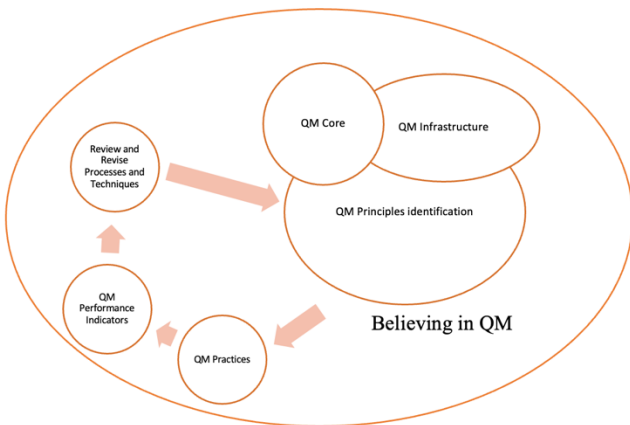 QM Core
QM Infrastructure
Review and
Revise
Processes and
Techniques
QM Principles identification
QM
Performance
Indicators
Believing in QM
QM Practices